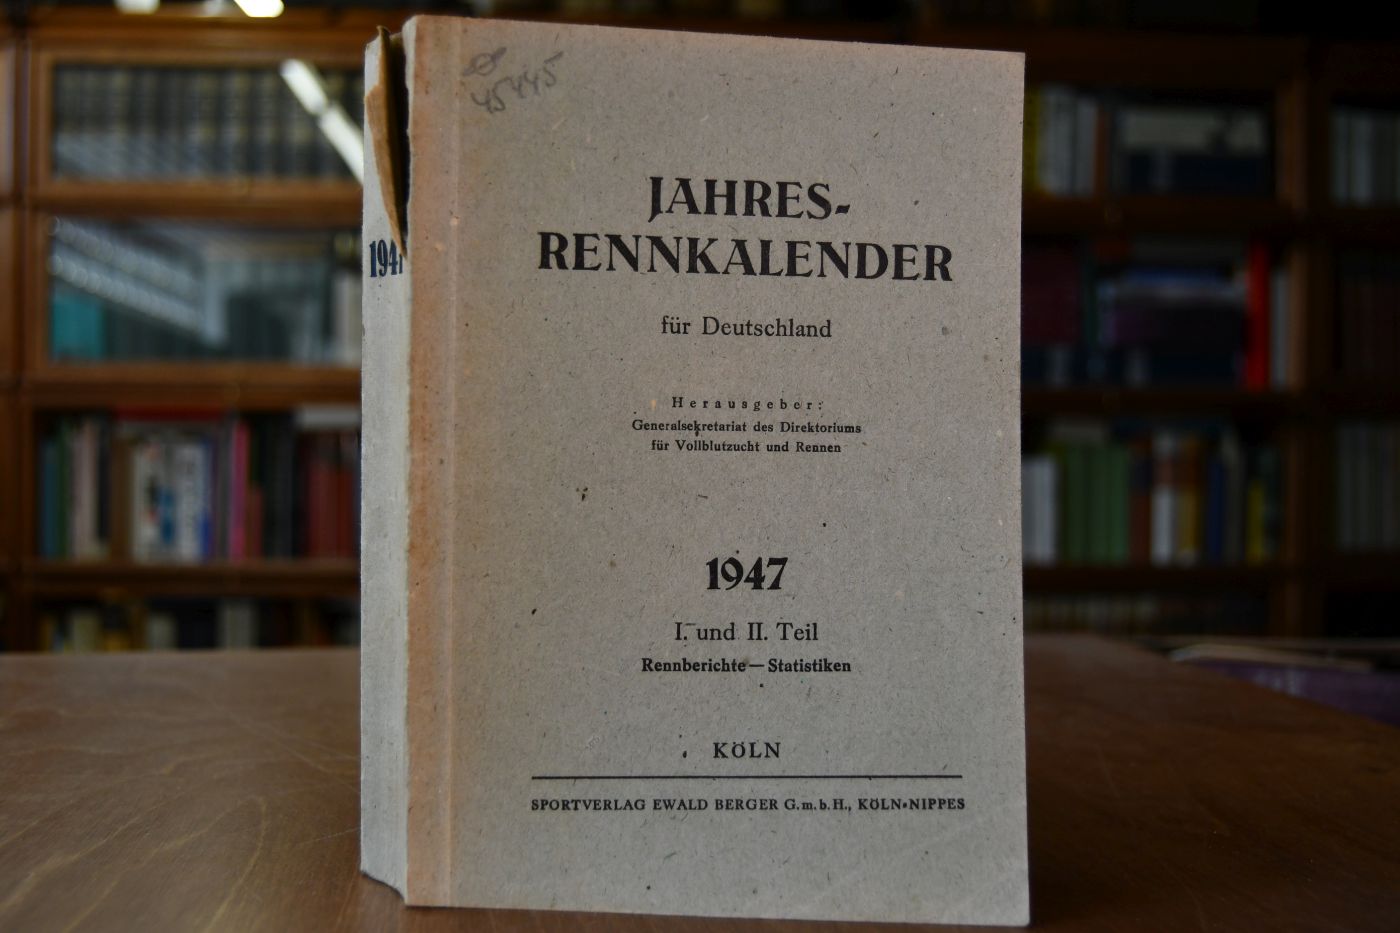 45445
1947
JAHRES-
RENNKALENDER
für Deutschland
Herausgeber:
Generalsekretariat des Direktoriums
für Vollblutzucht und Rennen
1947
I. und II. Teil
Rennberichte — Statistiken
KÖLN
SPORTVERLAG EWALD BERGER G.m.b.H., KÖLN-NIPPES